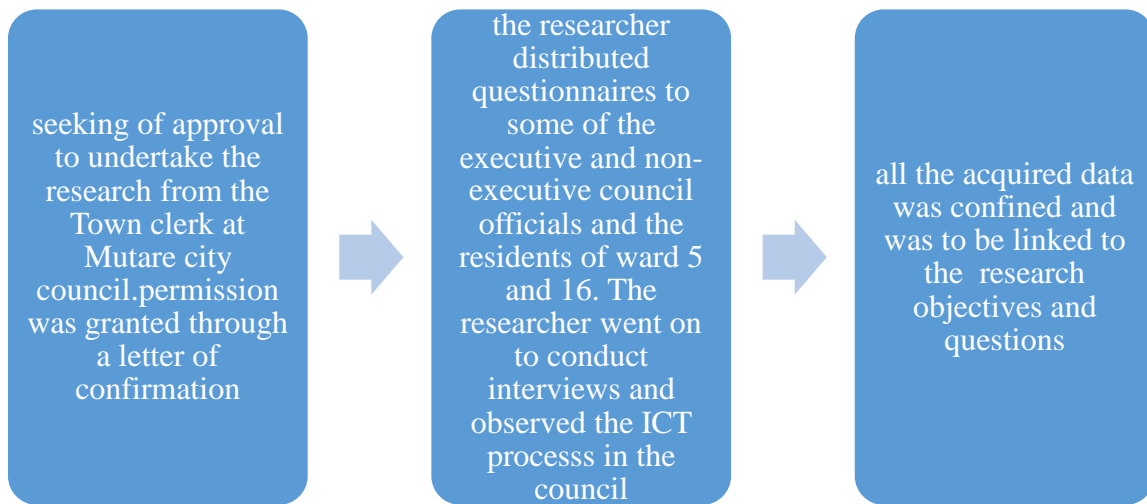 seeking of approval
to undertake the
research from the
Town clerk at
Mutare city
council.permission
was granted through
a letter of
confirmation
the researcher
distributed
questionnaires to
some of the
executive and non-
executive council
officials and the
residents of ward 5
and 16. The
researcher went on
to conduct
interviews and
observed the ICT
processs in the
council
all the acquired data
was confined and
was to be linked to
the research
objectives and
questions